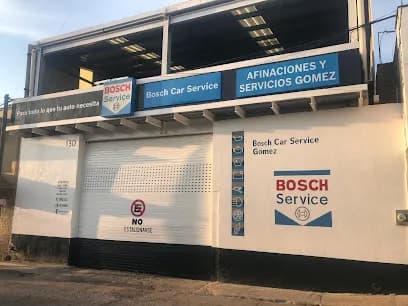 Para todo lo que tu auto necesita
BOSCH
Service
Bosch Car Service
AFINACIONES Y
SERVICIOS GOMEZ
130
Bosch Car Service
Gomez
BOSCH
Service
E
NO
ESTACIONARSE